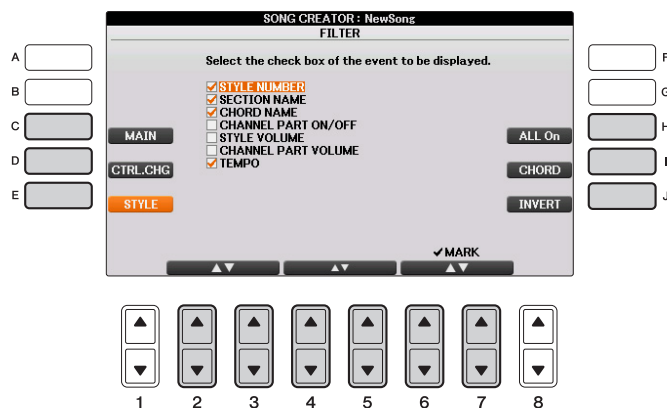 SONG CREATOR : NewSong
FILTER
Select the check box of the event to be displayed.
STYLE NUMBER
SECTION NAME
CHORD NAME
CHANNEL PART ON/OFF
STYLE VOLUME
CHANNEL PART VOLUME
TEMPO
A
B
C
D
E
MAIN
CTRL.CHG
STYLE
ALL On
CHORD
INVERT
F
G
H
I
J
✔MARK
▲▼ ▲▼ ▲▼
1 2 3 4 5 6 7 8